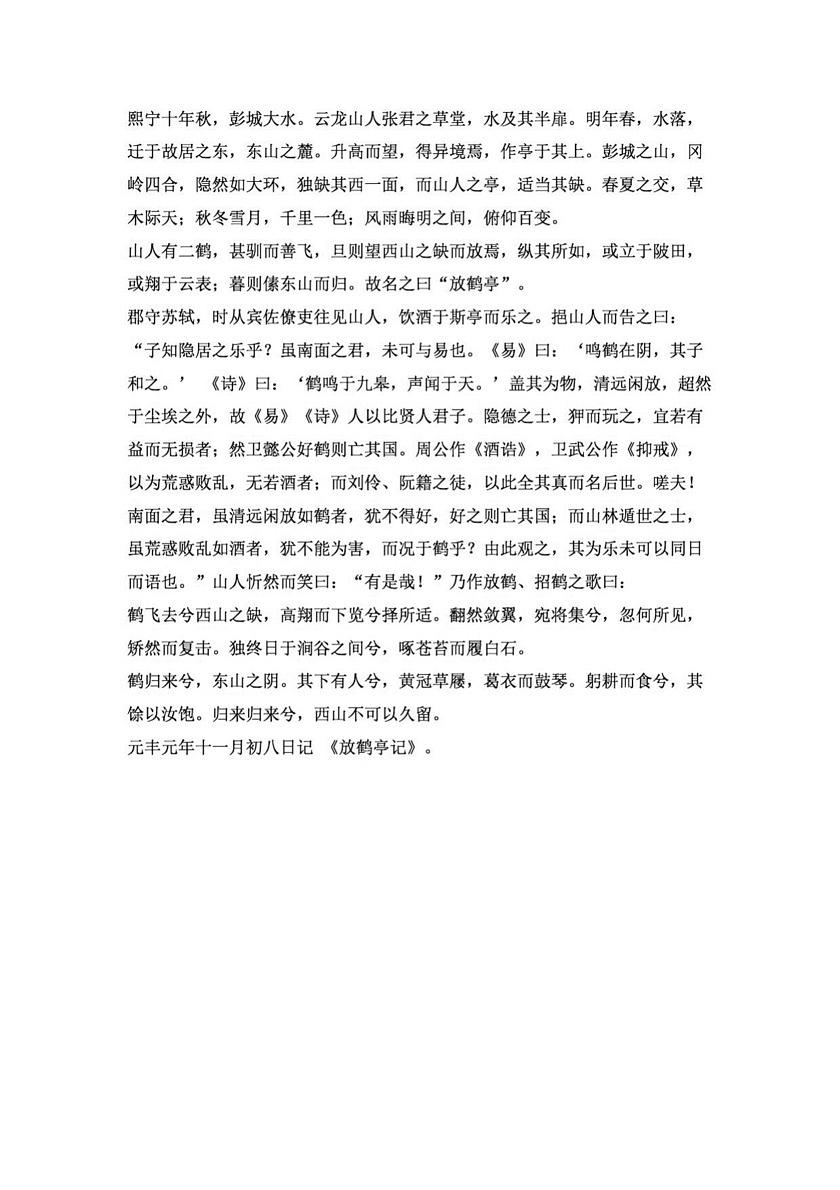 熙宁十年秋，彭城大水。云龙山人张君之草堂，水及其半扉。明年春，水落，
迁于故居之东，东山之麓。升高而望，得异境焉，作亭于其上。彭城之山，冈
岭四合，隐然如大环，独缺其西一面，而山人之亭，适当其缺。春夏之交，草
木际天；秋冬雪月，千里一色；风雨晦明之间，俯仰百变。
山人有二鹤，甚驯而善飞，旦则望西山之缺而放焉，纵其所如，或立于陂田，
或翔于云表；暮则傃东山而归。故名之曰“放鹤亭”。
郡守苏轼，时从宾佐僚吏往见山人，饮酒于斯亭而乐之。挹山人而告之曰：
“子知隐居之乐乎？虽南面之君，未可与易也。《易》曰：‘鸣鹤在阴，其子
和之。’ 《诗》曰：‘鹤鸣于九皋，声闻于天。’盖其为物，清远闲放，超然
于尘埃之外，故《易》《诗》人以比贤人君子。隐德之士，狎而玩之，宜若有
益而无损者；然卫懿公好鹤则亡其国。周公作《酒诰》，卫武公作《抑戒》，
以为荒惑败乱，无若酒者；而刘伶、阮籍之徒，以此全其真而名后世。嗟夫！
南面之君，虽清远闲放如鹤者，犹不得好，好之则亡其国；而山林遁世之士，
虽荒惑败乱如酒者，犹不能为害，而况于鹤乎？由此观之，其为乐未可以同日
而语也。”山人忻然而笑曰：“有是哉！”乃作放鹤、招鹤之歌曰：
鹤飞去兮西山之缺，高翔而下览兮择所适。翻然敛翼，宛将集兮，忽何所见，
矫然而复击。独终日于涧谷之间兮，啄苍苔而履白石。
鹤归来兮，东山之阴。其下有人兮，黄冠草屦，葛衣而鼓琴。躬耕而食兮，其
馀以汝饱。归来归来兮，西山不可以久留。
元丰元年十一月初八日记 《放鹤亭记》。